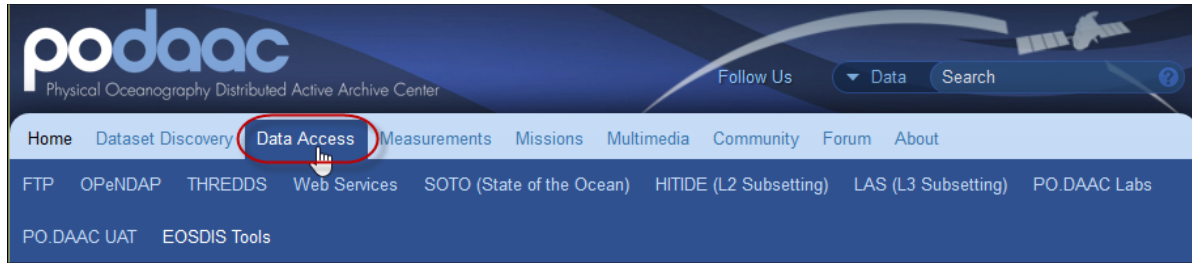 podaac
Physical Oceanography Distributed Active Archive Center
Follow Us Data Search ?
Home Dataset Discovery Data Access Measurements Missions Multimedia Community Forum About
FTP OPeNDAP THREDDS Web Services SOTO (State of the Ocean) HITIDE (L2 Subsetting) LAS (L3 Subsetting) PO.DAAC Labs
PO.DAAC UAT EOSDIS Tools